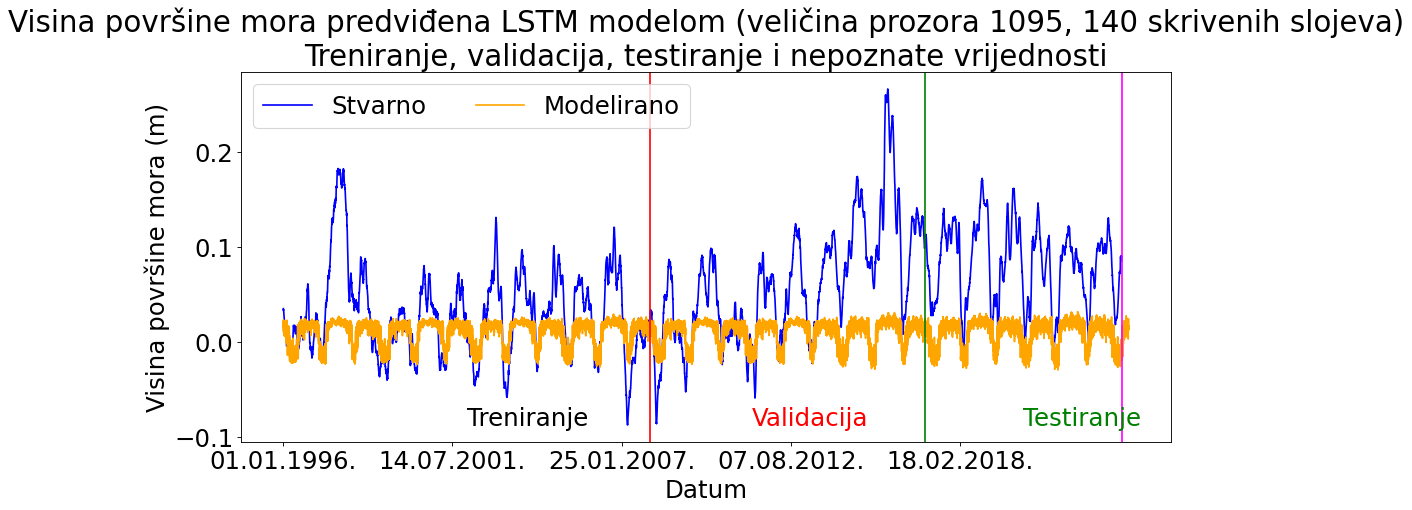 Visina površine mora predviđena LSTM modelom (veličina prozora 1095, 140 skrivenih slojeva)
Treniranje, validacija, testiranje i nepoznate vrijednosti
Stvarno Modelirano
Visina površine mora (m)
0.2
0.1
0.0
−0.1
Treniranje Validacija Testiranje
01.01.1996. 14.07.2001. 25.01.2007. 07.08.2012. 18.02.2018.
Datum